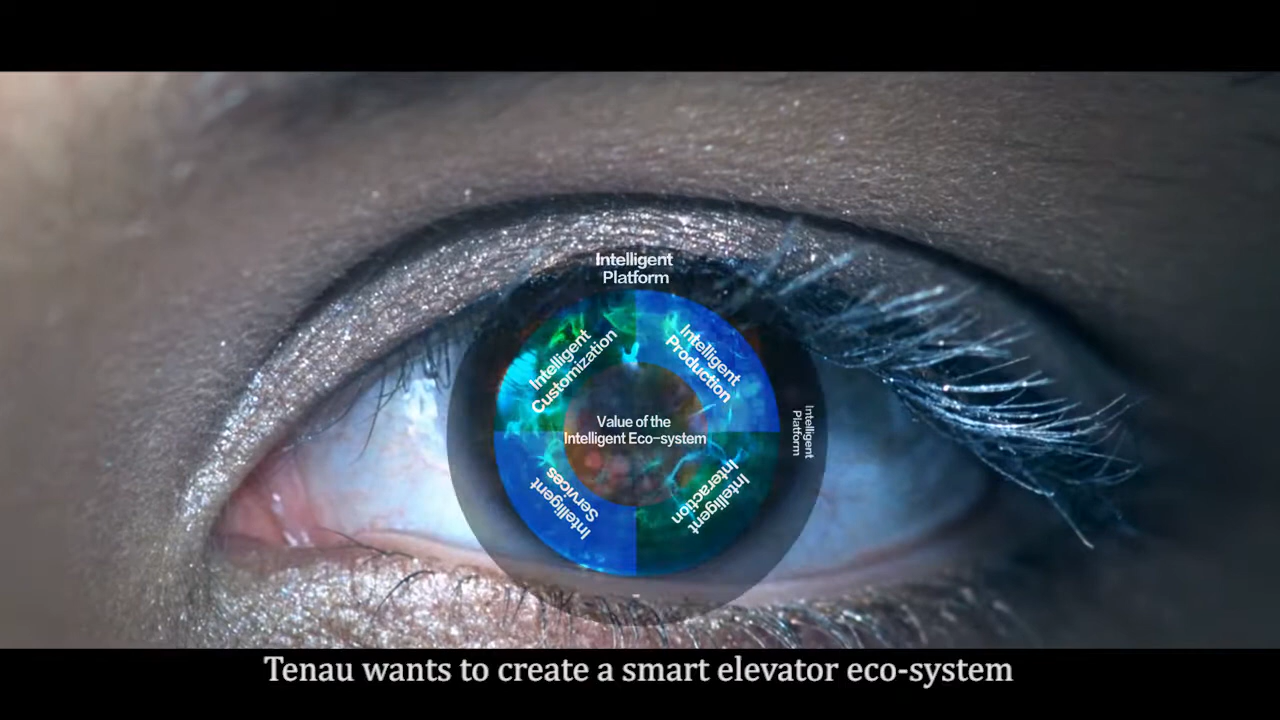 Intelligent
Platform
Intelligent
Customization
Intelligent
Production
Value of the
Intelligent Eco-system
Intelligent
Platform
Intelligent
Services
Intelligent
Interaction
Tenau wants to create a smart elevator eco-system